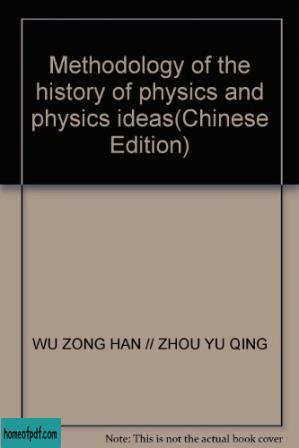 Methodology of the
history of physics and
physics ideas(Chinese
Edition)
WU ZONG HAN // ZHOU YU QING
homeofpdf.com
Note: This is not the actual book cover